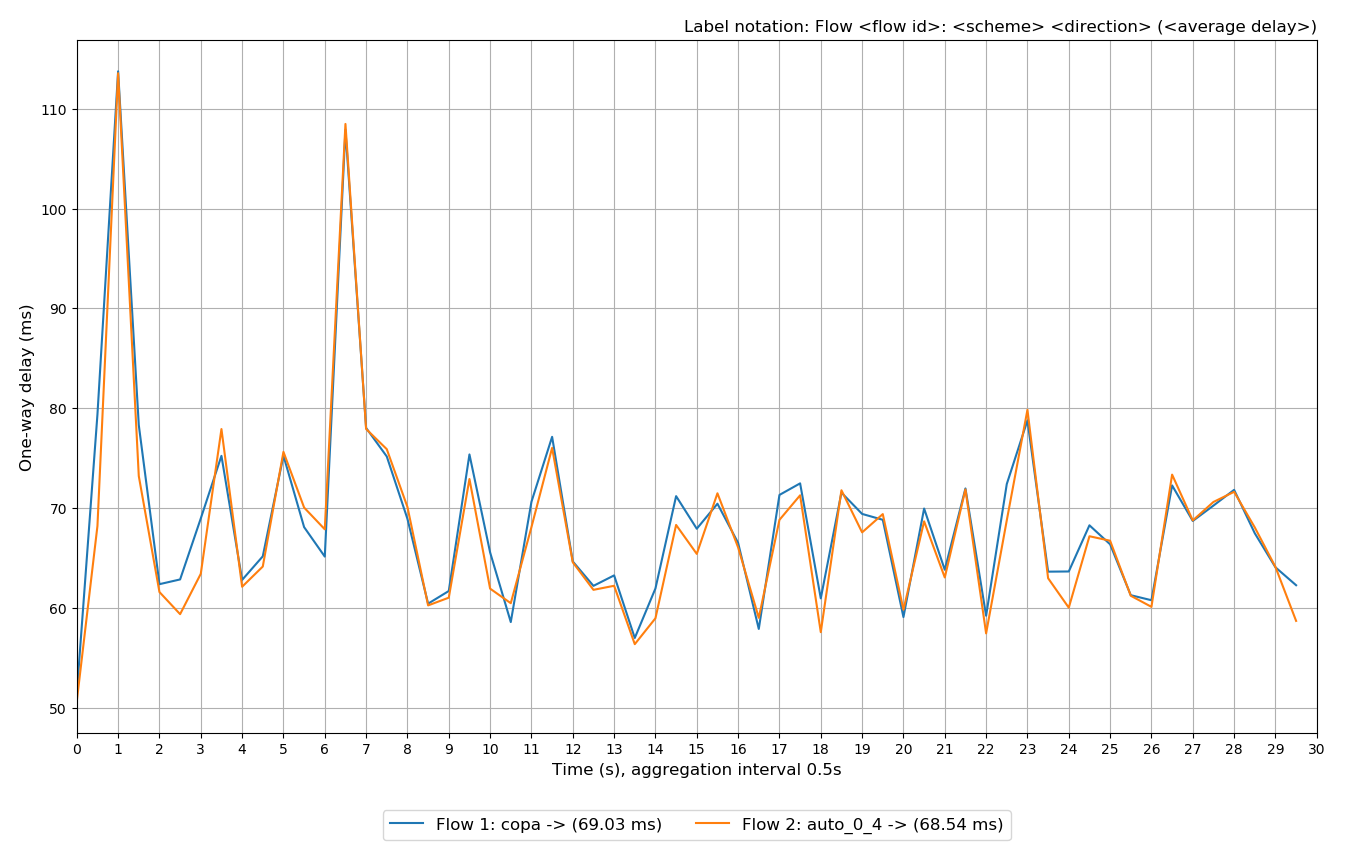 Label notation: Flow <flow id>: <scheme> <direction> (<average delay>)
One-way delay (ms)
110
100
90
80
70
60
50
0 1 2 3 4 5 6 7 8 9 10 11 12 13 14 15 16 17 18 19 20 21 22 23 24 25 26 27 28 29 30
Time (s), aggregation interval 0.5s
Flow 1: copa -> (69.03 ms) Flow 2: auto_0_4 -> (68.54 ms)